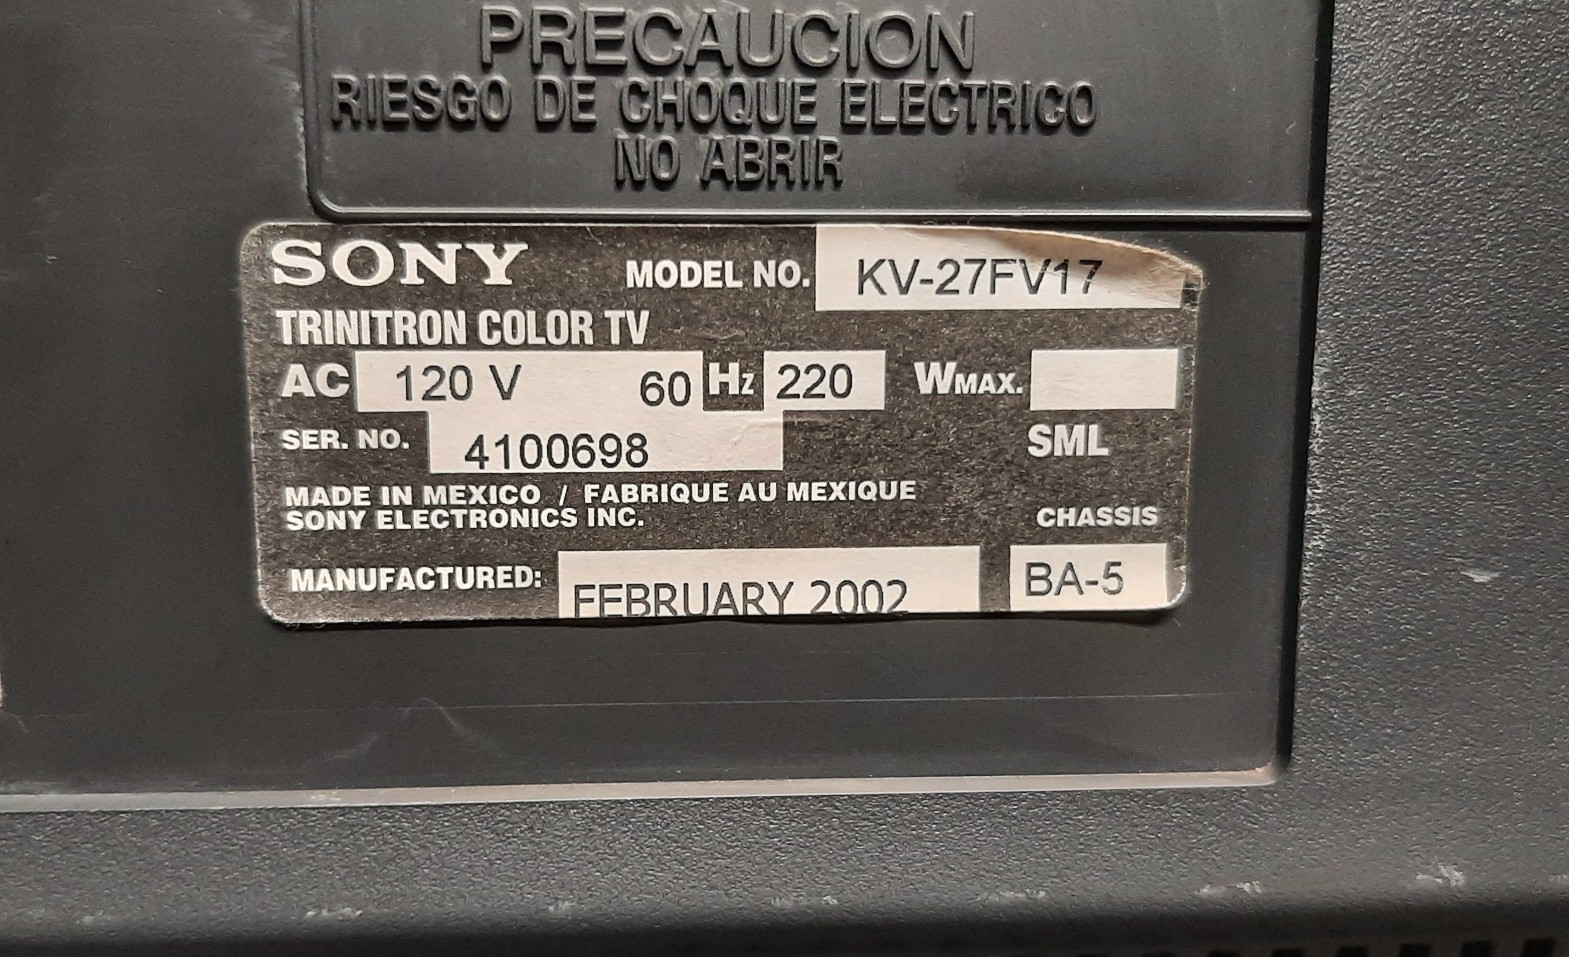 PRECAUCION
RIESGO DE CHOQUE ELECTRICO
NO ABRIR
SONY MODEL NO. KV-27FV17
TRINITRON COLOR TV
AC 120 V 60 Hz 220 WMAX.
SER. NO. 4100698 SML
MADE IN MEXICO / FABRIQUE AU MEXIQUE
SONY ELECTRONICS INC.
CHASSIS
MANUFACTURED: FEBRUARY 2002 BA-5